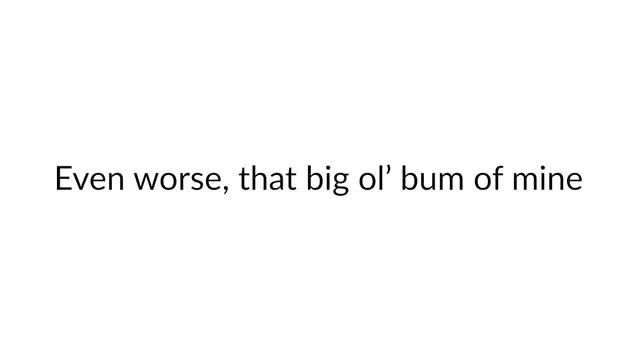 Even worse, that big ol’ bum of mine